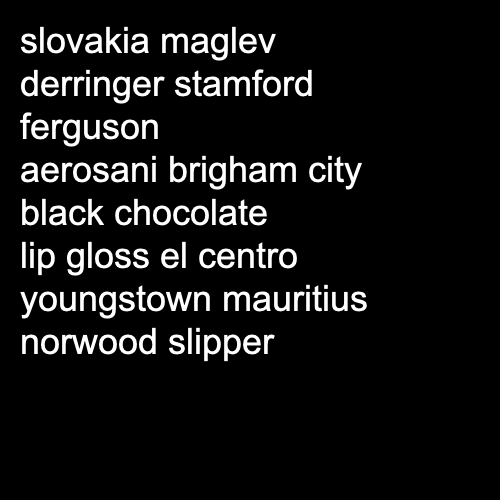 slovakia maglev
derringer stamford
ferguson
aerosani brigham city
black chocolate
lip gloss el centro
youngstown mauritius
norwood slipper